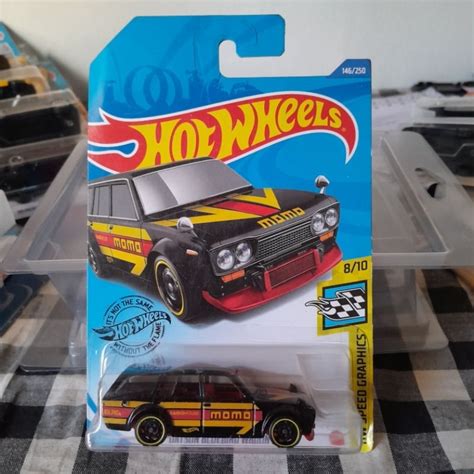 146/250
HOT WHEELS
momo
momo
8/10
SPEED GRAPHICS
IT'S NOT THE SAME
HOT WHEELS
WITHOUT THE FLAME
momo